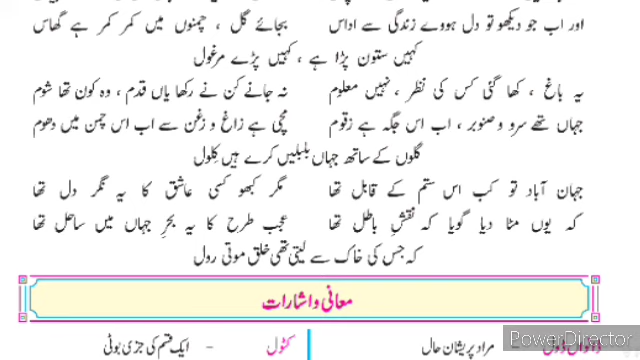 اور اب جو دیکھو تو دل ہووے زندگی سے اداس بجائے گل ، چمنوں میں کمر کمر ہے گھاس
کہیں ستون پڑا ہے ، کہیں پڑے مرغول
یہ باغ ، کھا گئی کس کی نظر ، نہیں معلوم نہ جانے کن نے رکھا یاں قدم ، وہ کون تھا شوم
جہاں تھے سرو و صنوبر ، اب اس جگہ ہے زقوم مچی ہے زاغ و زغن سے اب اس چمن میں دھوم
گلوں کے ساتھ جہاں بلبلیں کرے ہیں کلول
جہان آباد تو کب اس ستم کے قابل تھا مگر کبھو کسی عاشق کا یہ نگر دل تھا
کہ یوں مٹا دیا گویا کہ نقشِ باطل تھا عجب طرح کا یہ بحرِ جہاں میں ساحل تھا
کہ جس کی خاک سے لیتی تھی خلق موتی رول
معانی و اشارات
ڈانواں ڈول - مراد پریشان حال
کٹول - ایک قسم کی جڑی بوٹی
PowerDirector